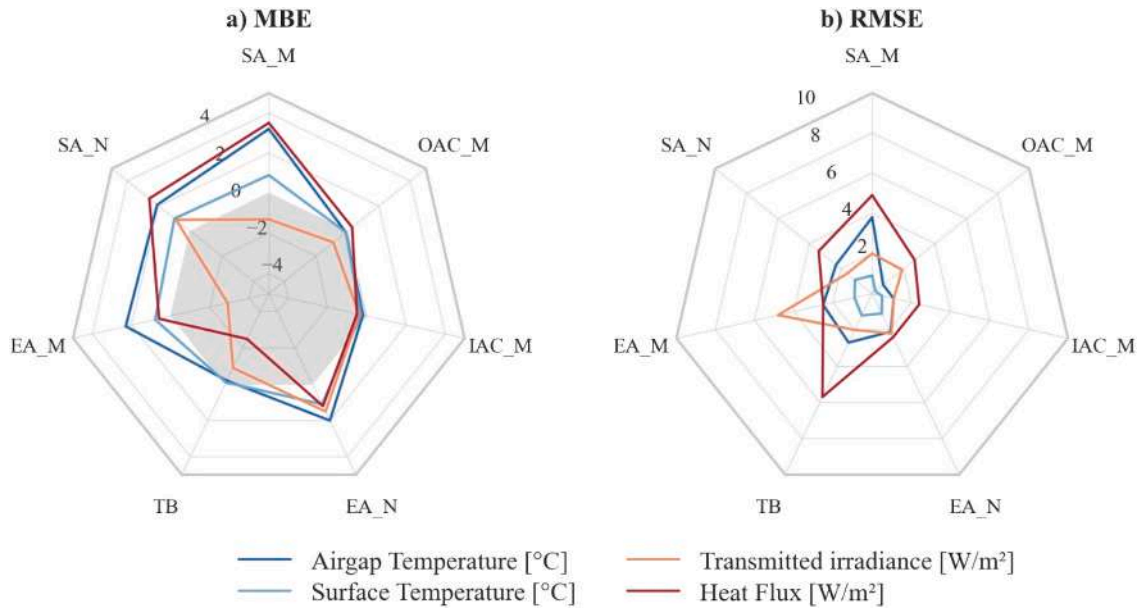 a) MBE
SA_M
4
2
0
−2
−4
SA_N
OAC_M
EA_M
IAC_M
TB
EA_N
b) RMSE
SA_M
10
8
6
4
2
SA_N
OAC_M
EA_M
IAC_M
TB
EA_N
Airgap Temperature [°C]
Surface Temperature [°C]
Transmitted irradiance [W/m²]
Heat Flux [W/m²]